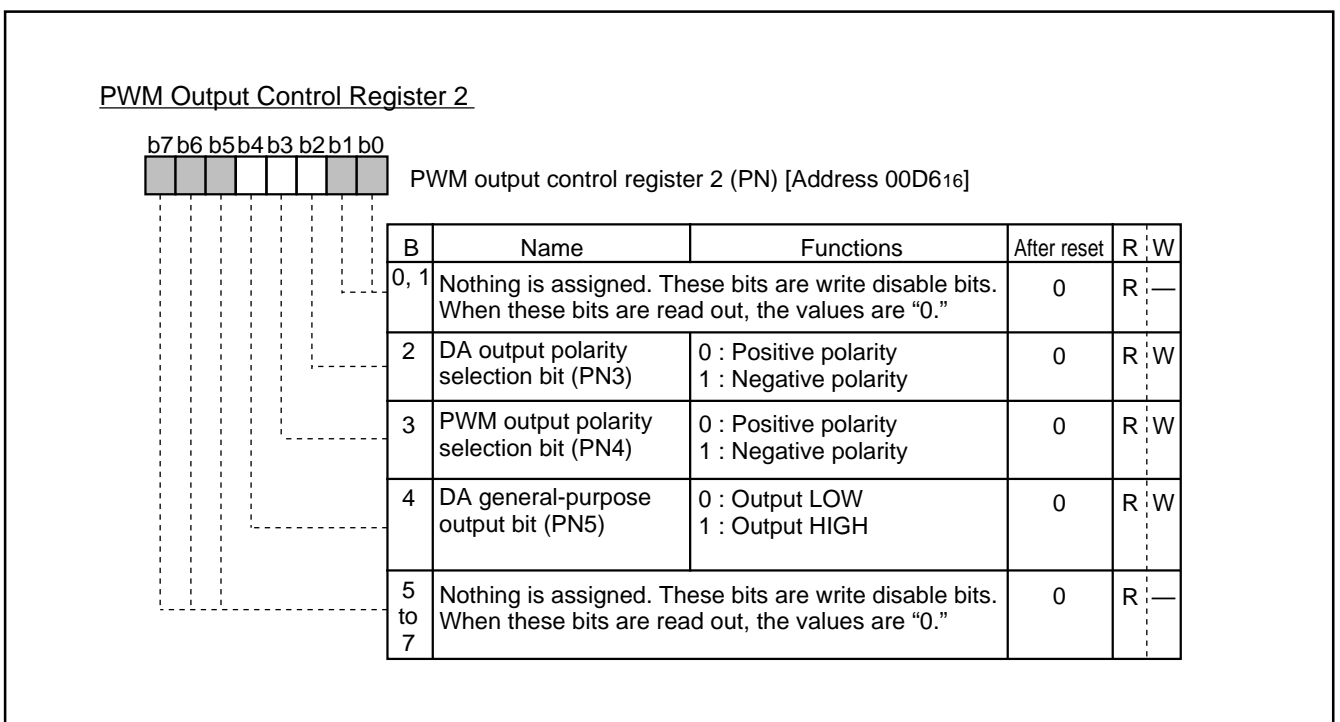 PWM Output Control Register 2
b7 b6 b5 b4 b3 b2 b1 b0
PWM output control register 2 (PN) [Address 00D616]
B Name Functions After reset R W
0, 1 Nothing is assigned. These bits are write disable bits. 0 R —
When these bits are read out, the values are “0.”
2 DA output polarity 0 : Positive polarity 0 R W
selection bit (PN3) 1 : Negative polarity
3 PWM output polarity 0 : Positive polarity 0 R W
selection bit (PN4) 1 : Negative polarity
4 DA general-purpose 0 : Output LOW 0 R W
output bit (PN5) 1 : Output HIGH
5 Nothing is assigned. These bits are write disable bits. 0 R —
to When these bits are read out, the values are “0.”
7